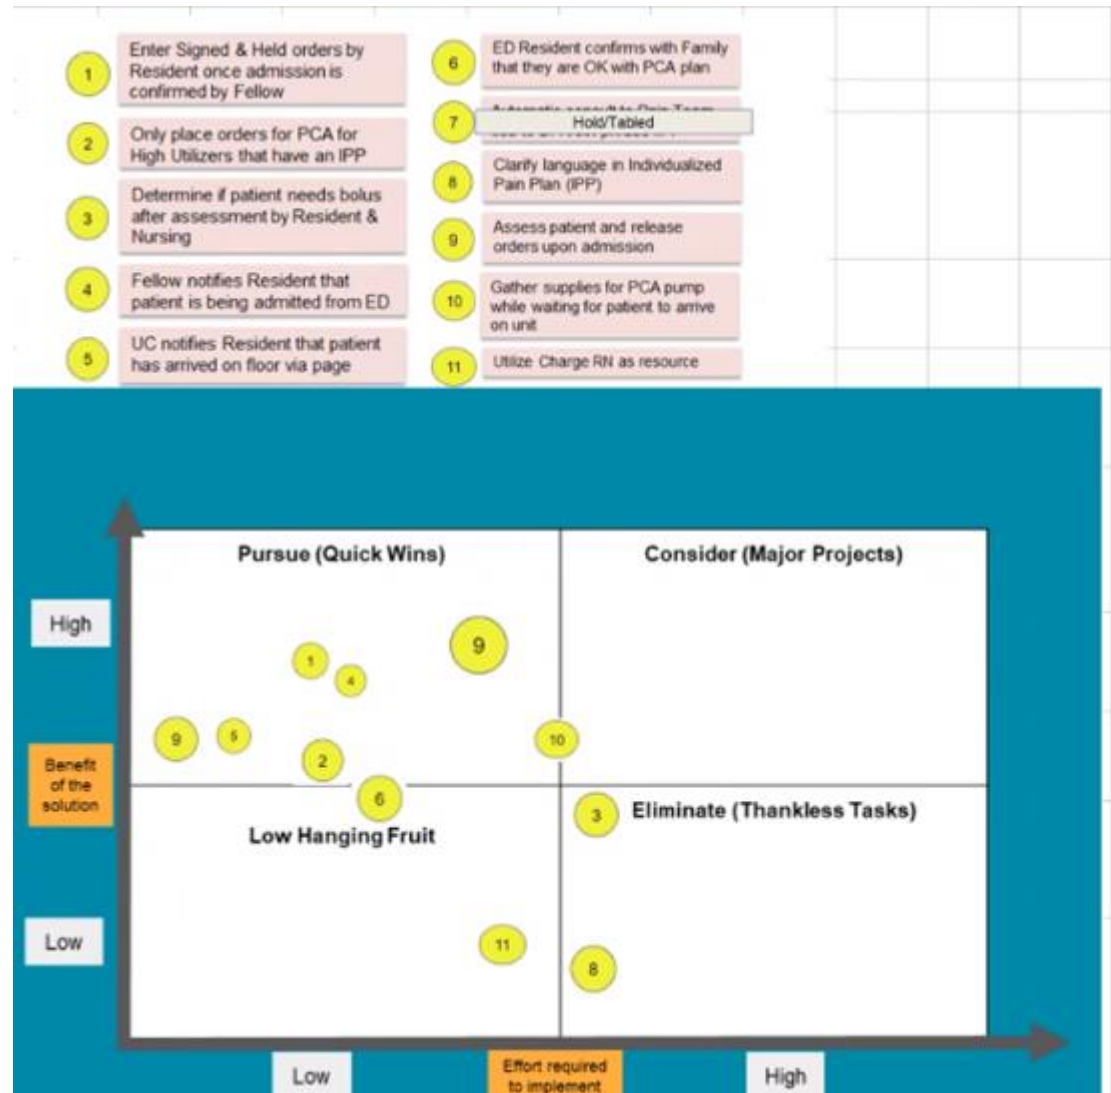 1
Enter Signed & Held orders by
Resident once admission is
confirmed by Fellow
2
Only place orders for PCA for
High Utilizers that have an IPP
3
Determine if patient needs bolus
after assessment by Resident &
Nursing
4
Fellow notifies Resident that
patient is being admitted from ED
5
UC notifies Resident that patient
has arrived on floor via page
6
ED Resident confirms with Family
that they are OK with PCA plan
7
Hold/Tabled
8
Clarify language in Individualized
Pain Plan (IPP)
9
Assess patient and release
orders upon admission
10
Gather supplies for PCA pump
while waiting for patient to arrive
on unit
11
Utilize Charge RN as resource
Pursue (Quick Wins)
Consider (Major Projects)
High
9
1
4
9
5
10
2
Benefit
of the
solution
6
3
Eliminate (Thankless Tasks)
Low Hanging Fruit
Low
11
8
Low
Effort required
to implement
High